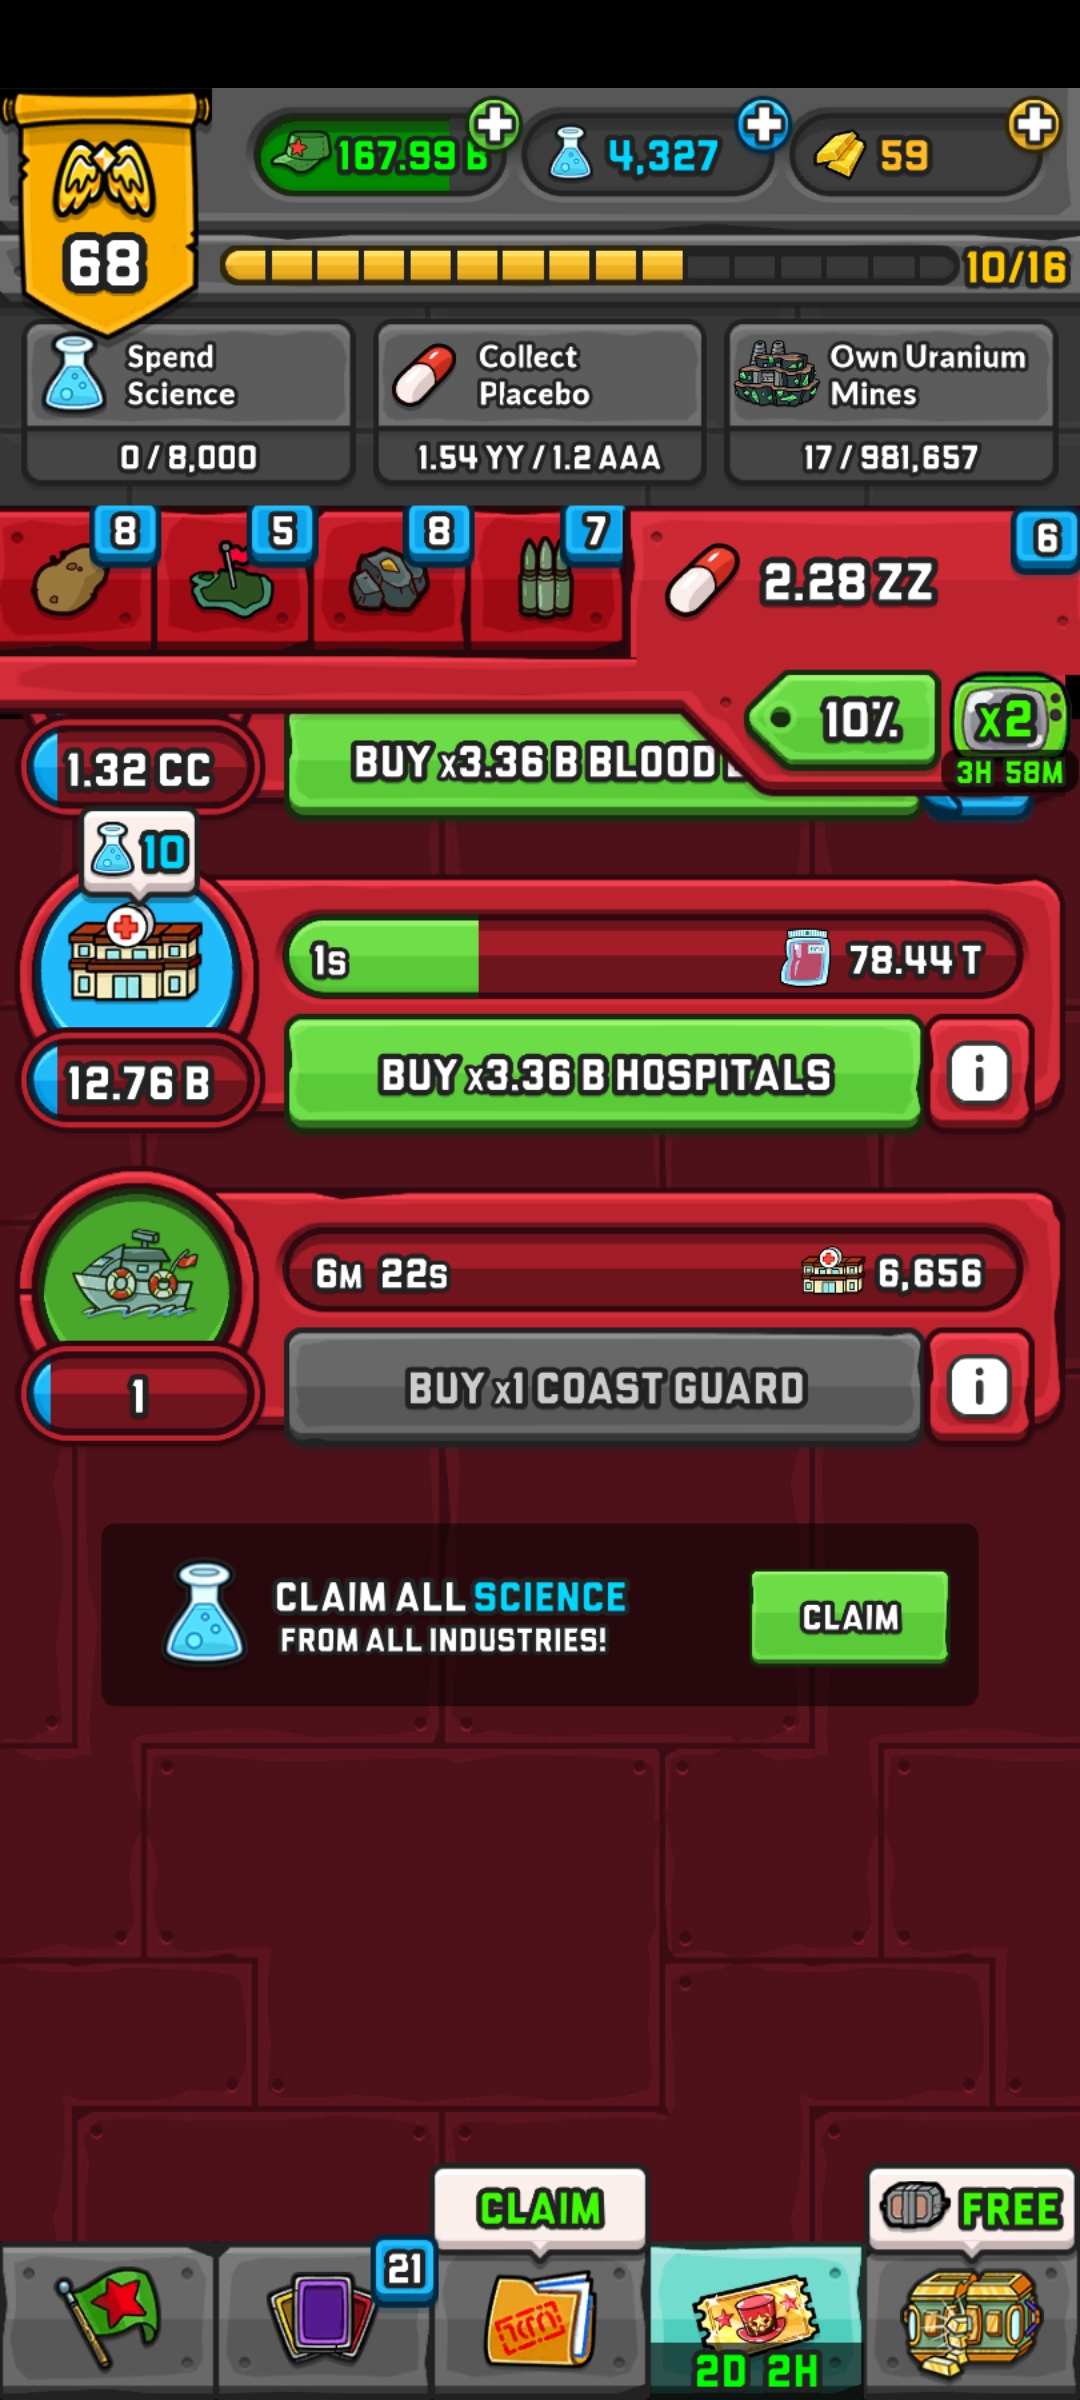 167.99 B
4,327
59
68
10/16
Spend
Science
0 / 8,000
Collect
Placebo
1.54 YY / 1.2 AAA
Own Uranium
Mines
17 / 981,657
8
5
8
7
2.28 ZZ
6
10%
x2
3H 58M
1.32 CC
BUY x3.36 B BLOOD
10
1s
78.44 T
12.76 B
BUY x3.36 B HOSPITALS
i
6M 22s
6,656
1
BUY x1 COAST GUARD
i
CLAIM ALL SCIENCE
FROM ALL INDUSTRIES!
CLAIM
CLAIM
FREE
21
2D 2H